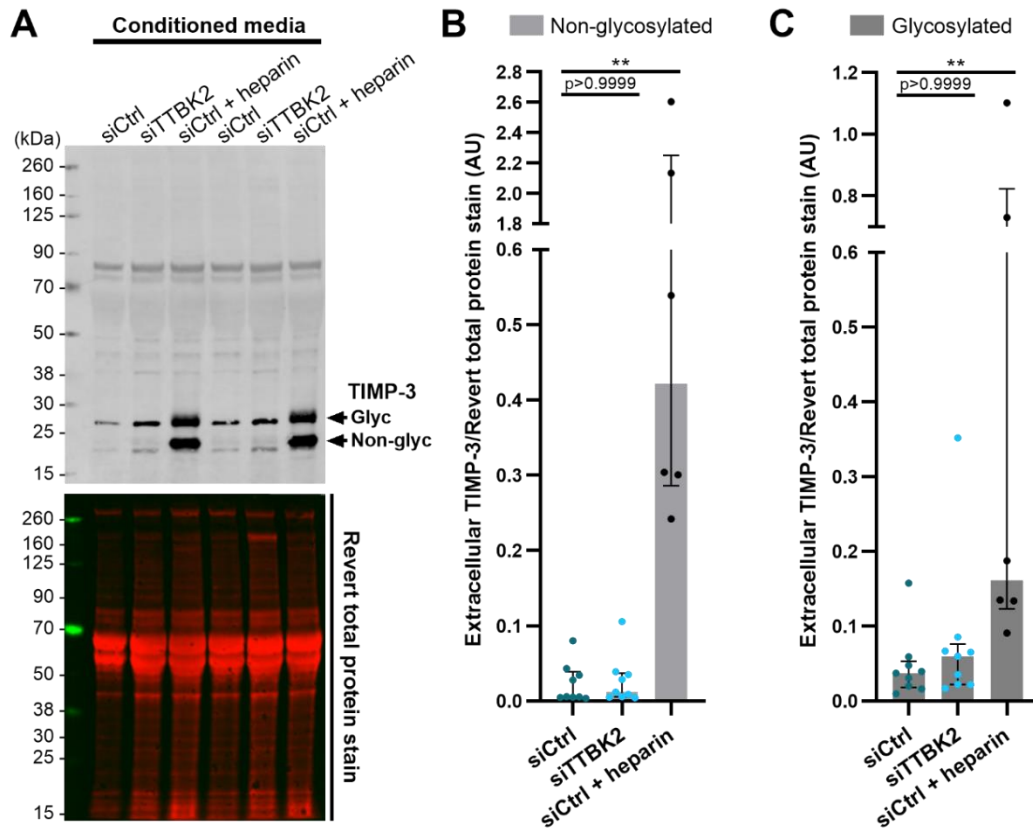 A
Conditioned media
siCtrl
siTTBK2
siCtrl + heparin
siCtrl
siTTBK2
siCtrl + heparin
(kDa)
260
160
125
90
70
50
38
30
25
15
TIMP-3
Glyc
Non-glyc
260
160
125
90
70
50
38
30
25
15
Revert total protein stain
B
Non-glycosylated
**
p>0.9999
Extracellular TIMP-3/Revert total protein stain (AU)
2.8
2.6
2.4
2.2
2.0
1.8
1.6
1.4
0.6
0.5
0.4
0.3
0.2
0.1
0.0
siCtrl
siTTBK2
siCtrl + heparin
C
Glycosylated
**
p>0.9999
Extracellular TIMP-3/Revert total protein stain (AU)
1.2
1.0
0.8
0.6
0.5
0.4
0.3
0.2
0.1
0.0
siCtrl
siTTBK2
siCtrl + heparin